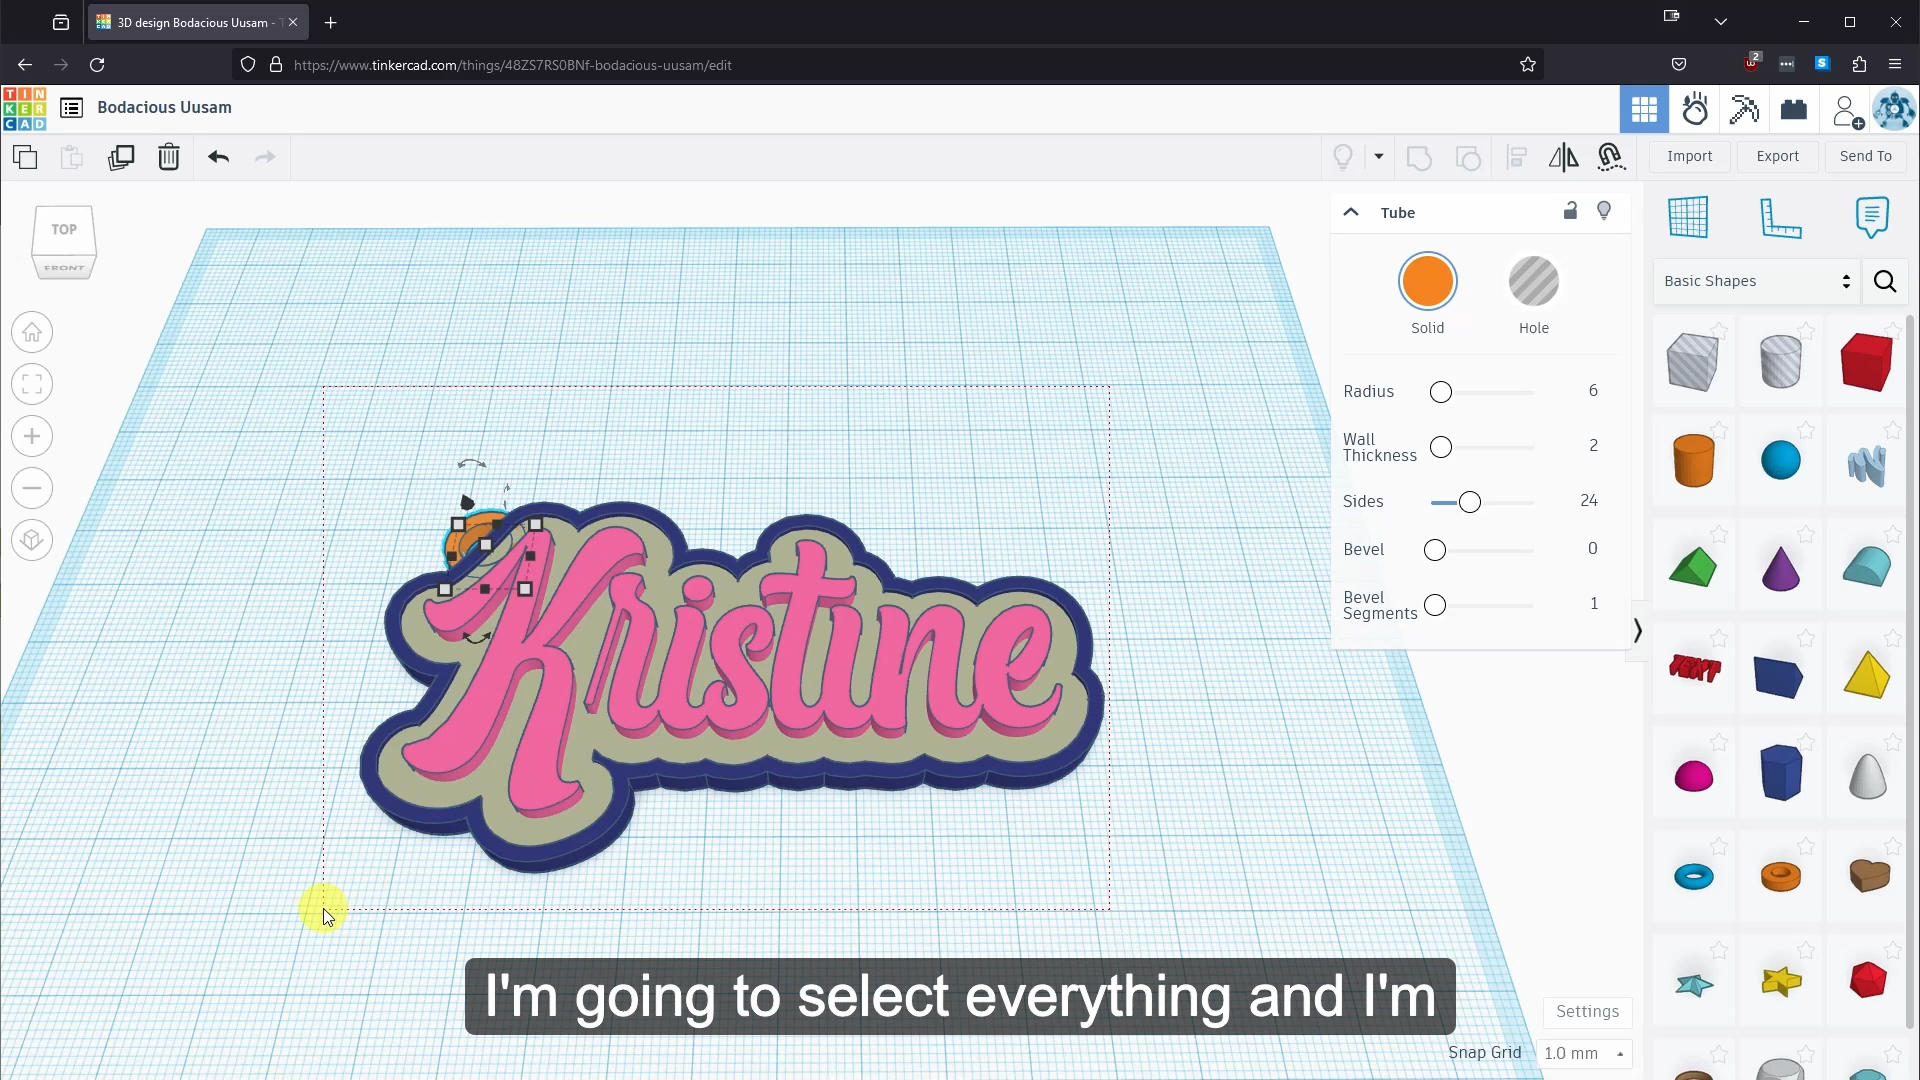 3D design Bodacious Uusam - T
https://www.tinkercad.com/things/48ZS7RS0BNf-bodacious-uusam/edit
2
TIN
KER
CAD
Bodacious Uusam
Import
Export
Send To
TOP
FRONT
Tube
Solid
Hole
Basic Shapes
Radius
6
Wall
Thickness
2
Sides
24
Bevel
0
Bevel
Segments
1
Kristine
TEXT
I'm going to select everything and I'm
Settings
Snap Grid
1.0 mm